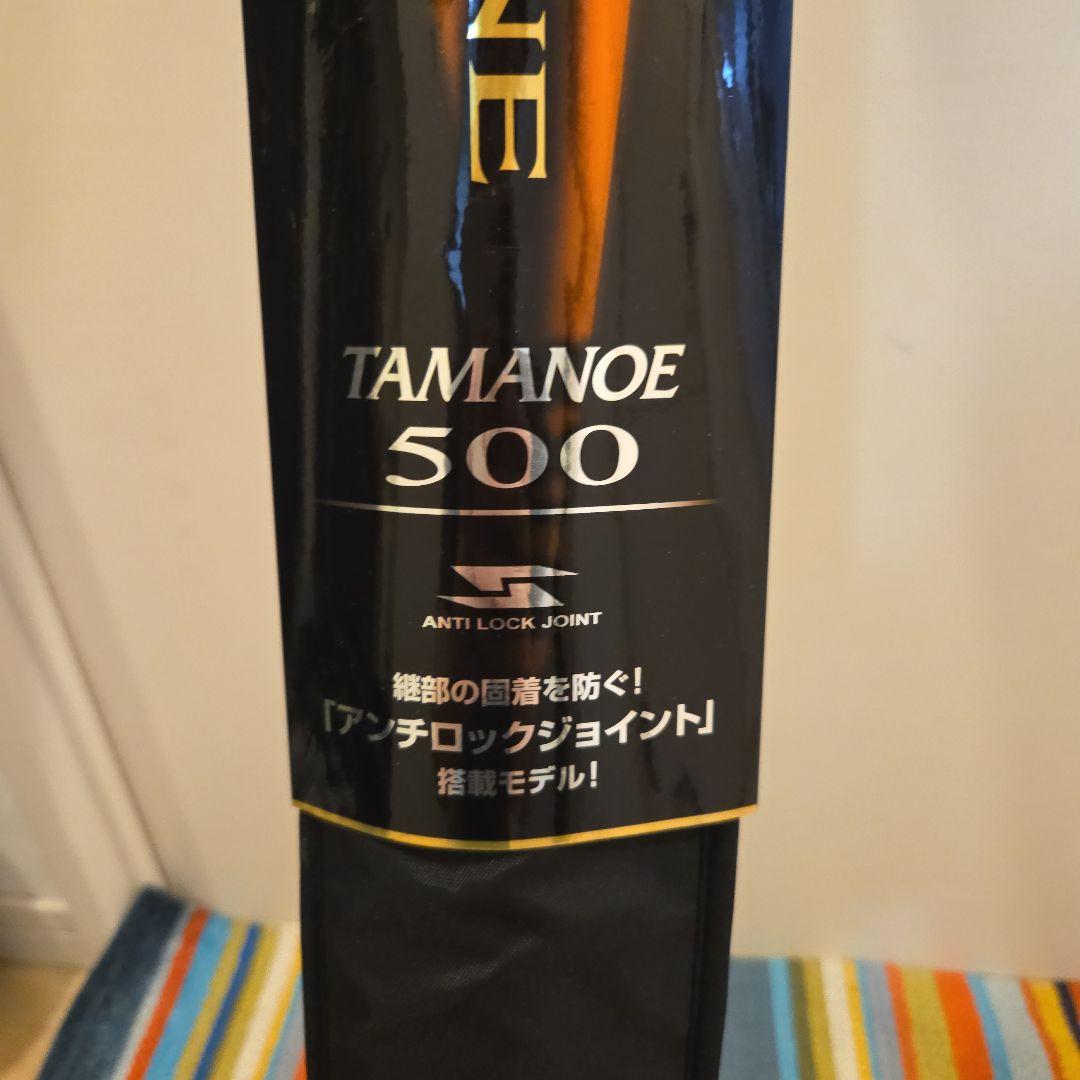 NE
TAMANOE
500
ANTI LOCK JOINT
継部の固着を防ぐ!
「アンチロックジョイント」
搭載モデル!